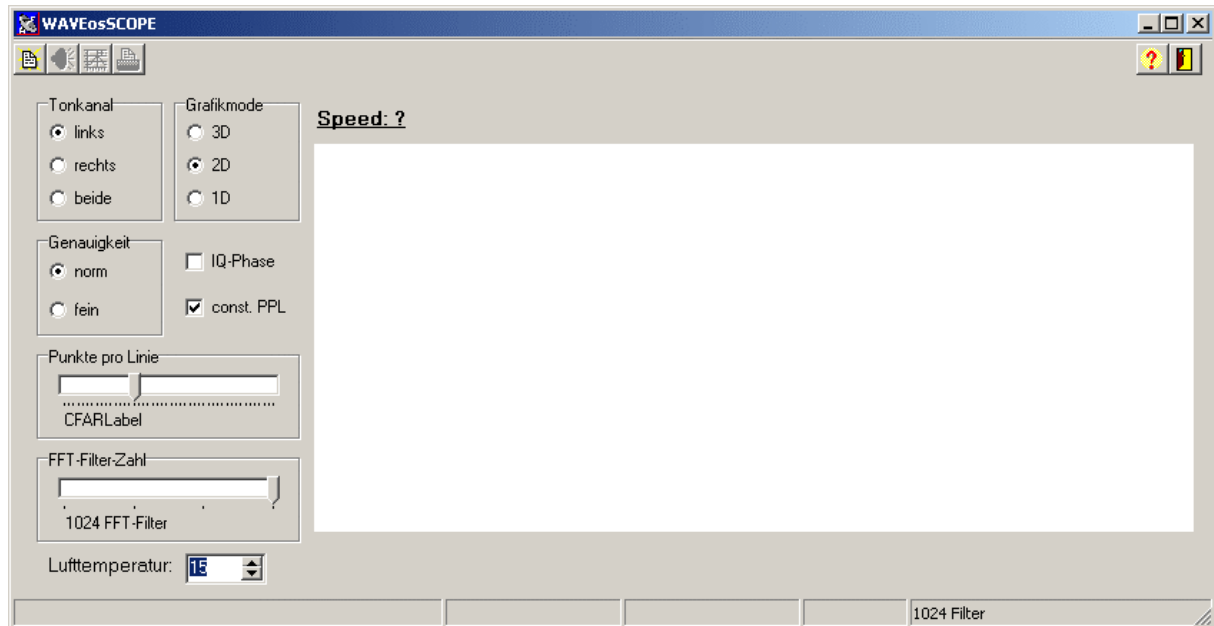 WAVEosSCOPE
?
Tonkanal
links
rechts
beide
Grafikmode
3D
2D
1D
Speed: ?
Genauigkeit
norm
fein
IQ-Phase
const. PPL
Punkte pro Linie
CFARLabel
FFT-Filter-Zahl
1024 FFT-Filter
Lufttemperatur: 15
1024 Filter